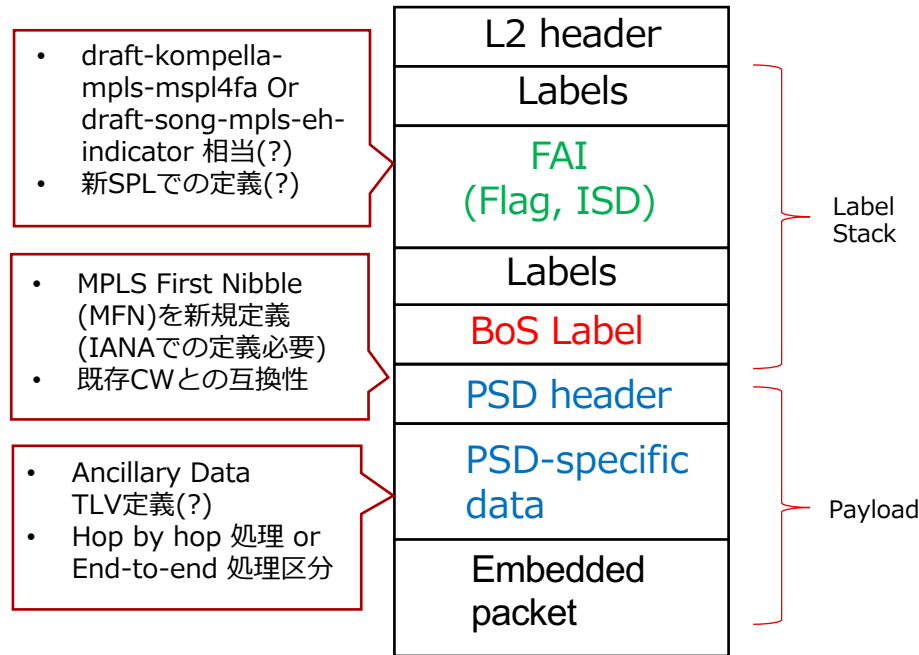 • draft-kompella-
mpls-mspl4fa Or
draft-song-mpls-eh-
indicator 相当(?)
• 新SPLでの定義(?)
• MPLS First Nibble
(MFN)を新規定義
(IANAでの定義必要)
• 既存CWとの互換性
• Ancillary Data
TLV定義(?)
• Hop by hop 処理 or
End-to-end 処理区分
L2 header
Labels
FAI
(Flag, ISD)
Labels
BoS Label
PSD header
PSD-specific
data
Embedded
packet
Label
Stack
Payload